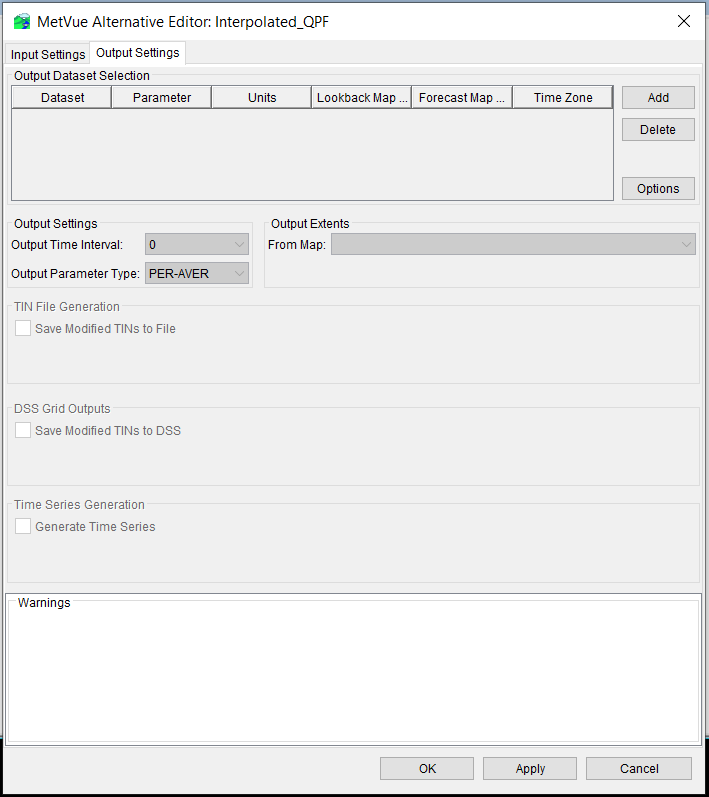 MetVue Alternative Editor: Interpolated_QPF
Input Settings Output Settings
Output Dataset Selection
Dataset Parameter Units Lookback Map ... Forecast Map ... Time Zone Add
Delete
Options
Output Settings Output Extents
Output Time Interval: 0 From Map:
Output Parameter Type: PER-AVER
TIN File Generation
Save Modified TINs to File
DSS Grid Outputs
Save Modified TINs to DSS
Time Series Generation
Generate Time Series
Warnings
OK Apply Cancel